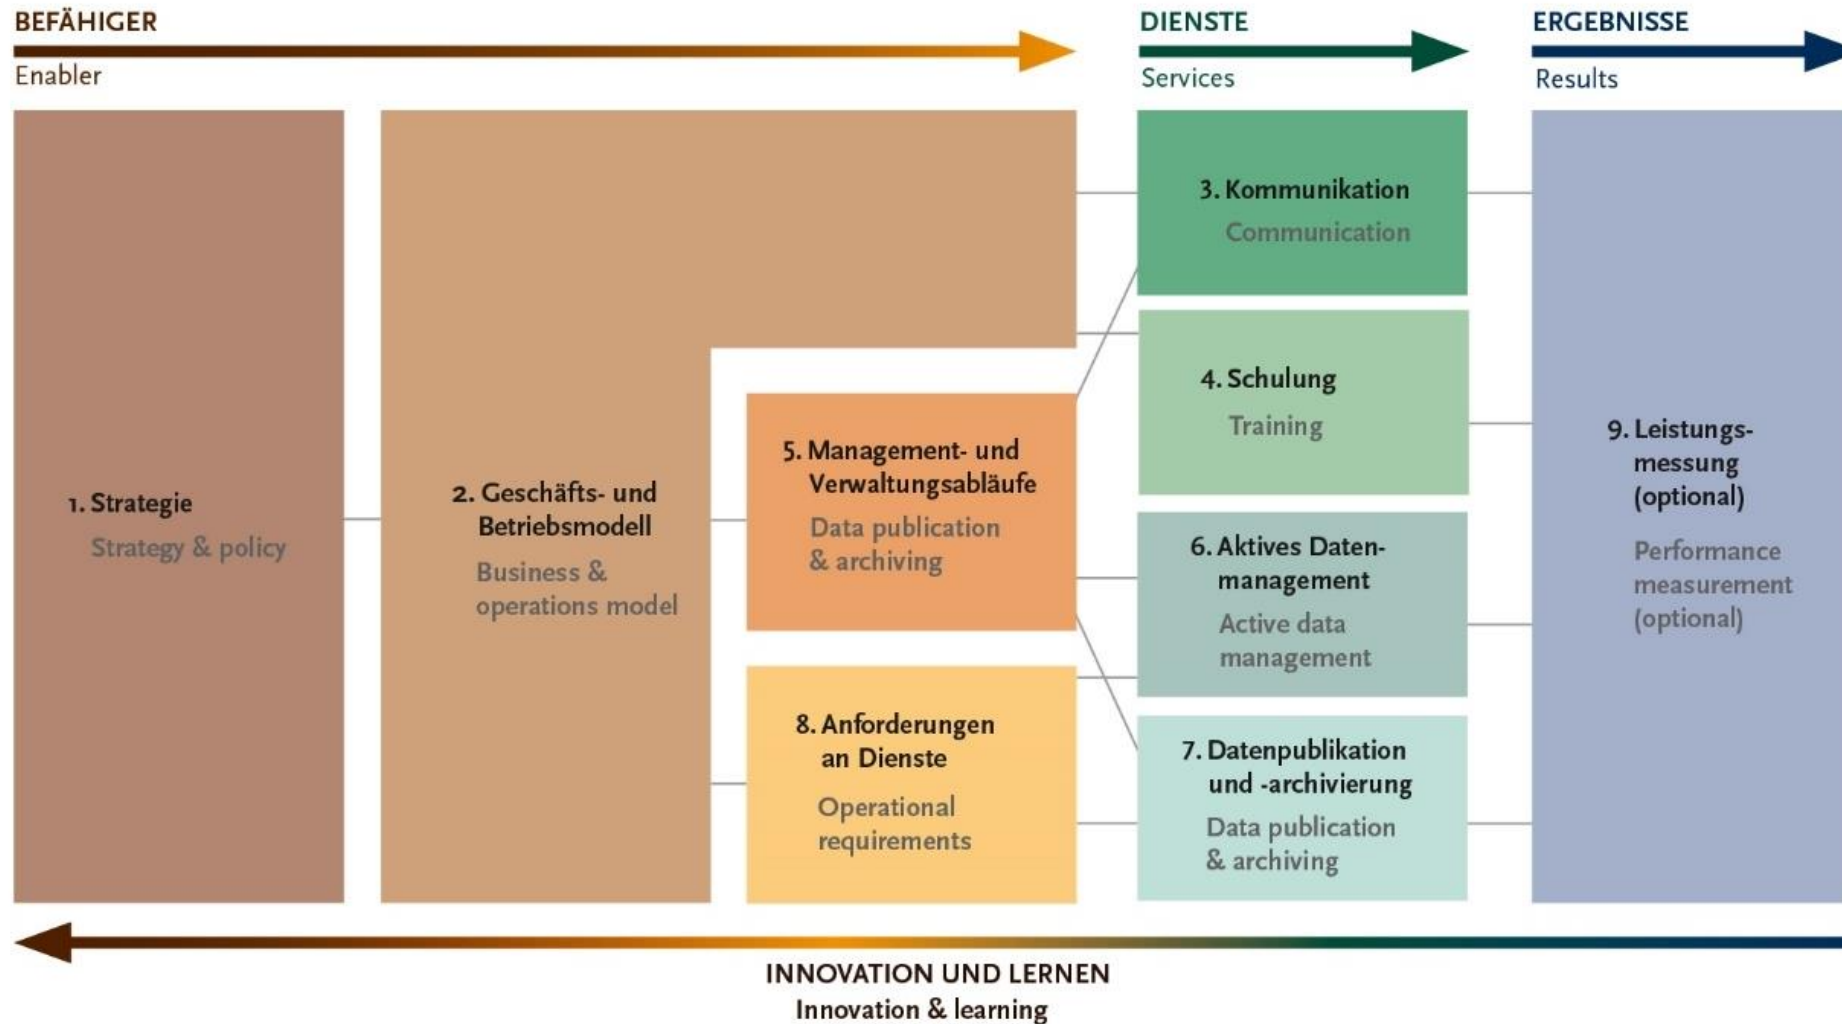 BEFÄHIGER
Enabler
DIENSTE
Services
ERGEBNISSE
Results
1. Strategie
Strategy & policy
2. Geschäfts- und
Betriebsmodell
Business &
operations model
3. Kommunikation
Communication
4. Schulung
Training
5. Management- und
Verwaltungsabläufe
Data publication
& archiving
6. Aktives Daten-
management
Active data
management
7. Datenpublikation
und -archivierung
Data publication
& archiving
8. Anforderungen
an Dienste
Operational
requirements
9. Leistungs-
messung
(optional)
Performance
measurement
(optional)
INNOVATION UND LERNEN
Innovation & learning